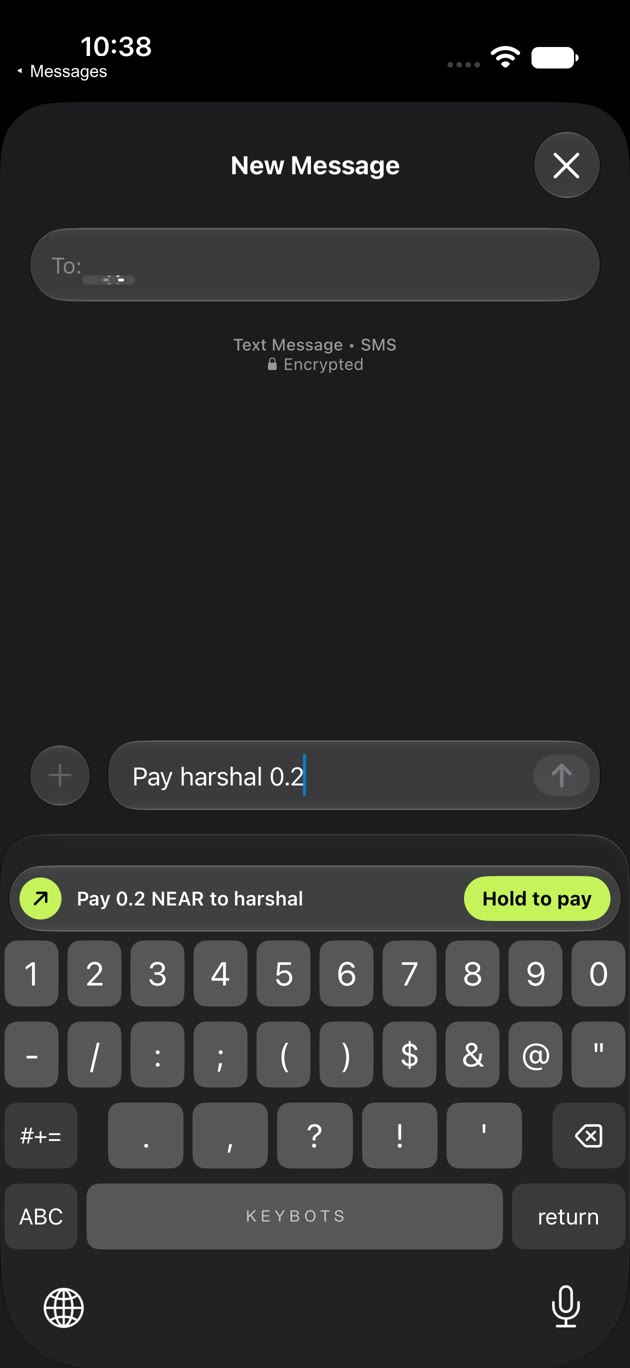 10:38
Messages
New Message
To:
Text Message • SMS
Encrypted
Pay harshal 0.2
Pay 0.2 NEAR to harshal
Hold to pay
1 2 3 4 5 6 7 8 9 0
- / : ; ( ) $ & @ "
#+= . , ? ! '
ABC KEYBOTS return